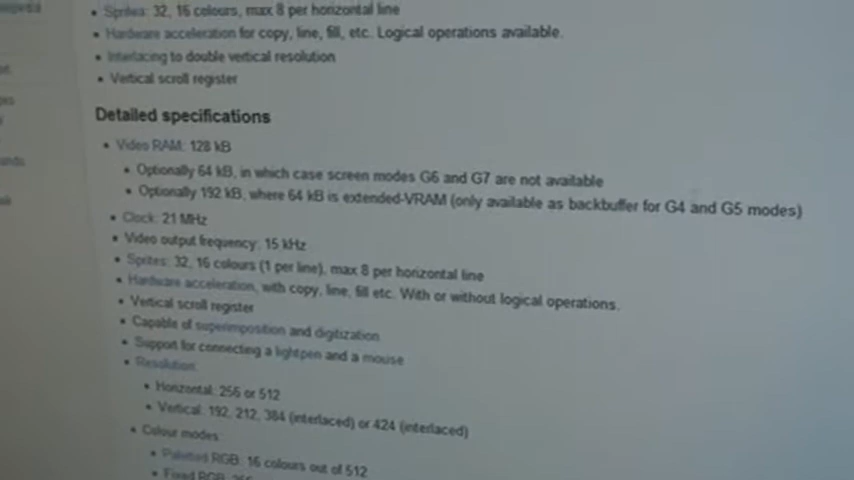 Sprites: 32, 16 colours, max 8 per horizontal line
Hardware acceleration for copy, line, fill, etc. Logical operations available.
Interlacing to double vertical resolution
Vertical scroll register
Detailed specifications
Video RAM: 128 kB
Optionally 64 kB, in which case screen modes G6 and G7 are not available
Optionally 192 kB, where 64 kB is extended-VRAM (only available as backbuffer for G4 and G5 modes)
Clock: 21 MHz
Video output frequency: 15 kHz
Sprites: 32, 16 colours (1 per line), max 8 per horizontal line
Hardware acceleration, with copy, line, fill etc. With or without logical operations.
Vertical scroll register
Capable of superimposition and digitization
Support for connecting a lightpen and a mouse
Resolution:
Horizontal: 256 or 512
Vertical: 192, 212, 384 (interlaced) or 424 (interlaced)
Colour modes:
Paletted RGB: 16 colours out of 512
Fixed RGB: